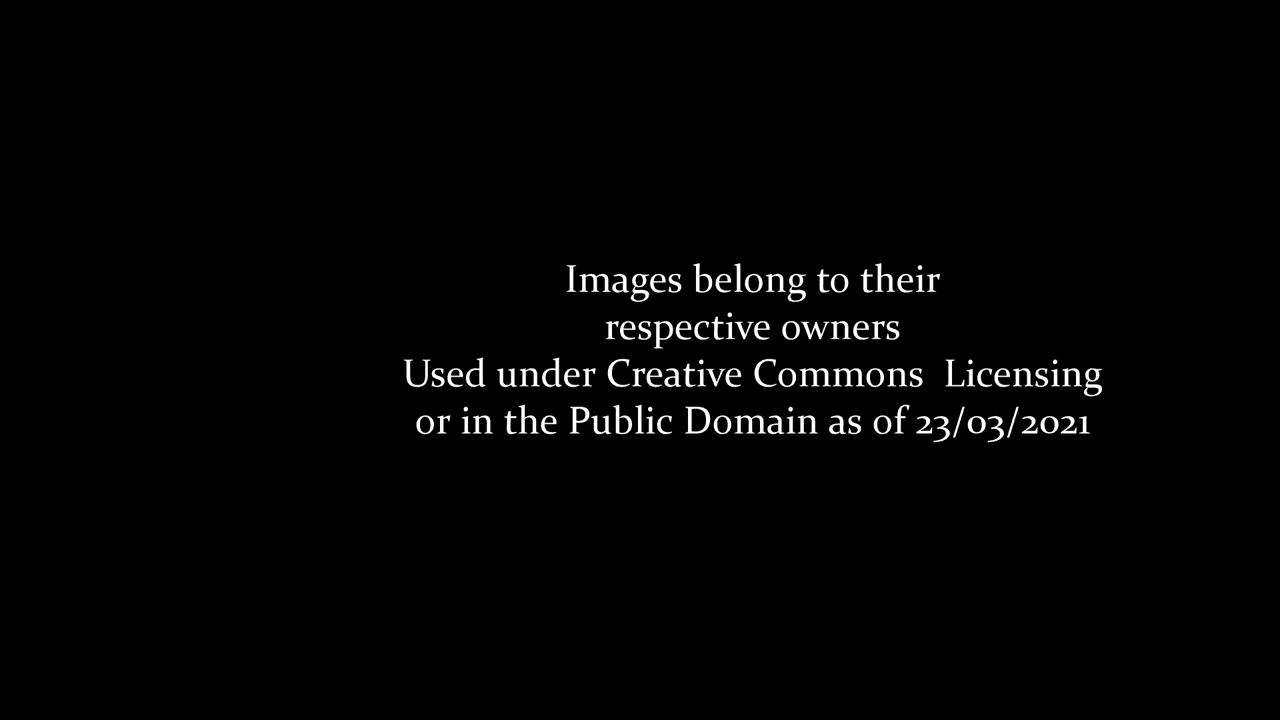 Images belong to their
respective owners
Used under Creative Commons  Licensing
or in the Public Domain as of 23/03/2021